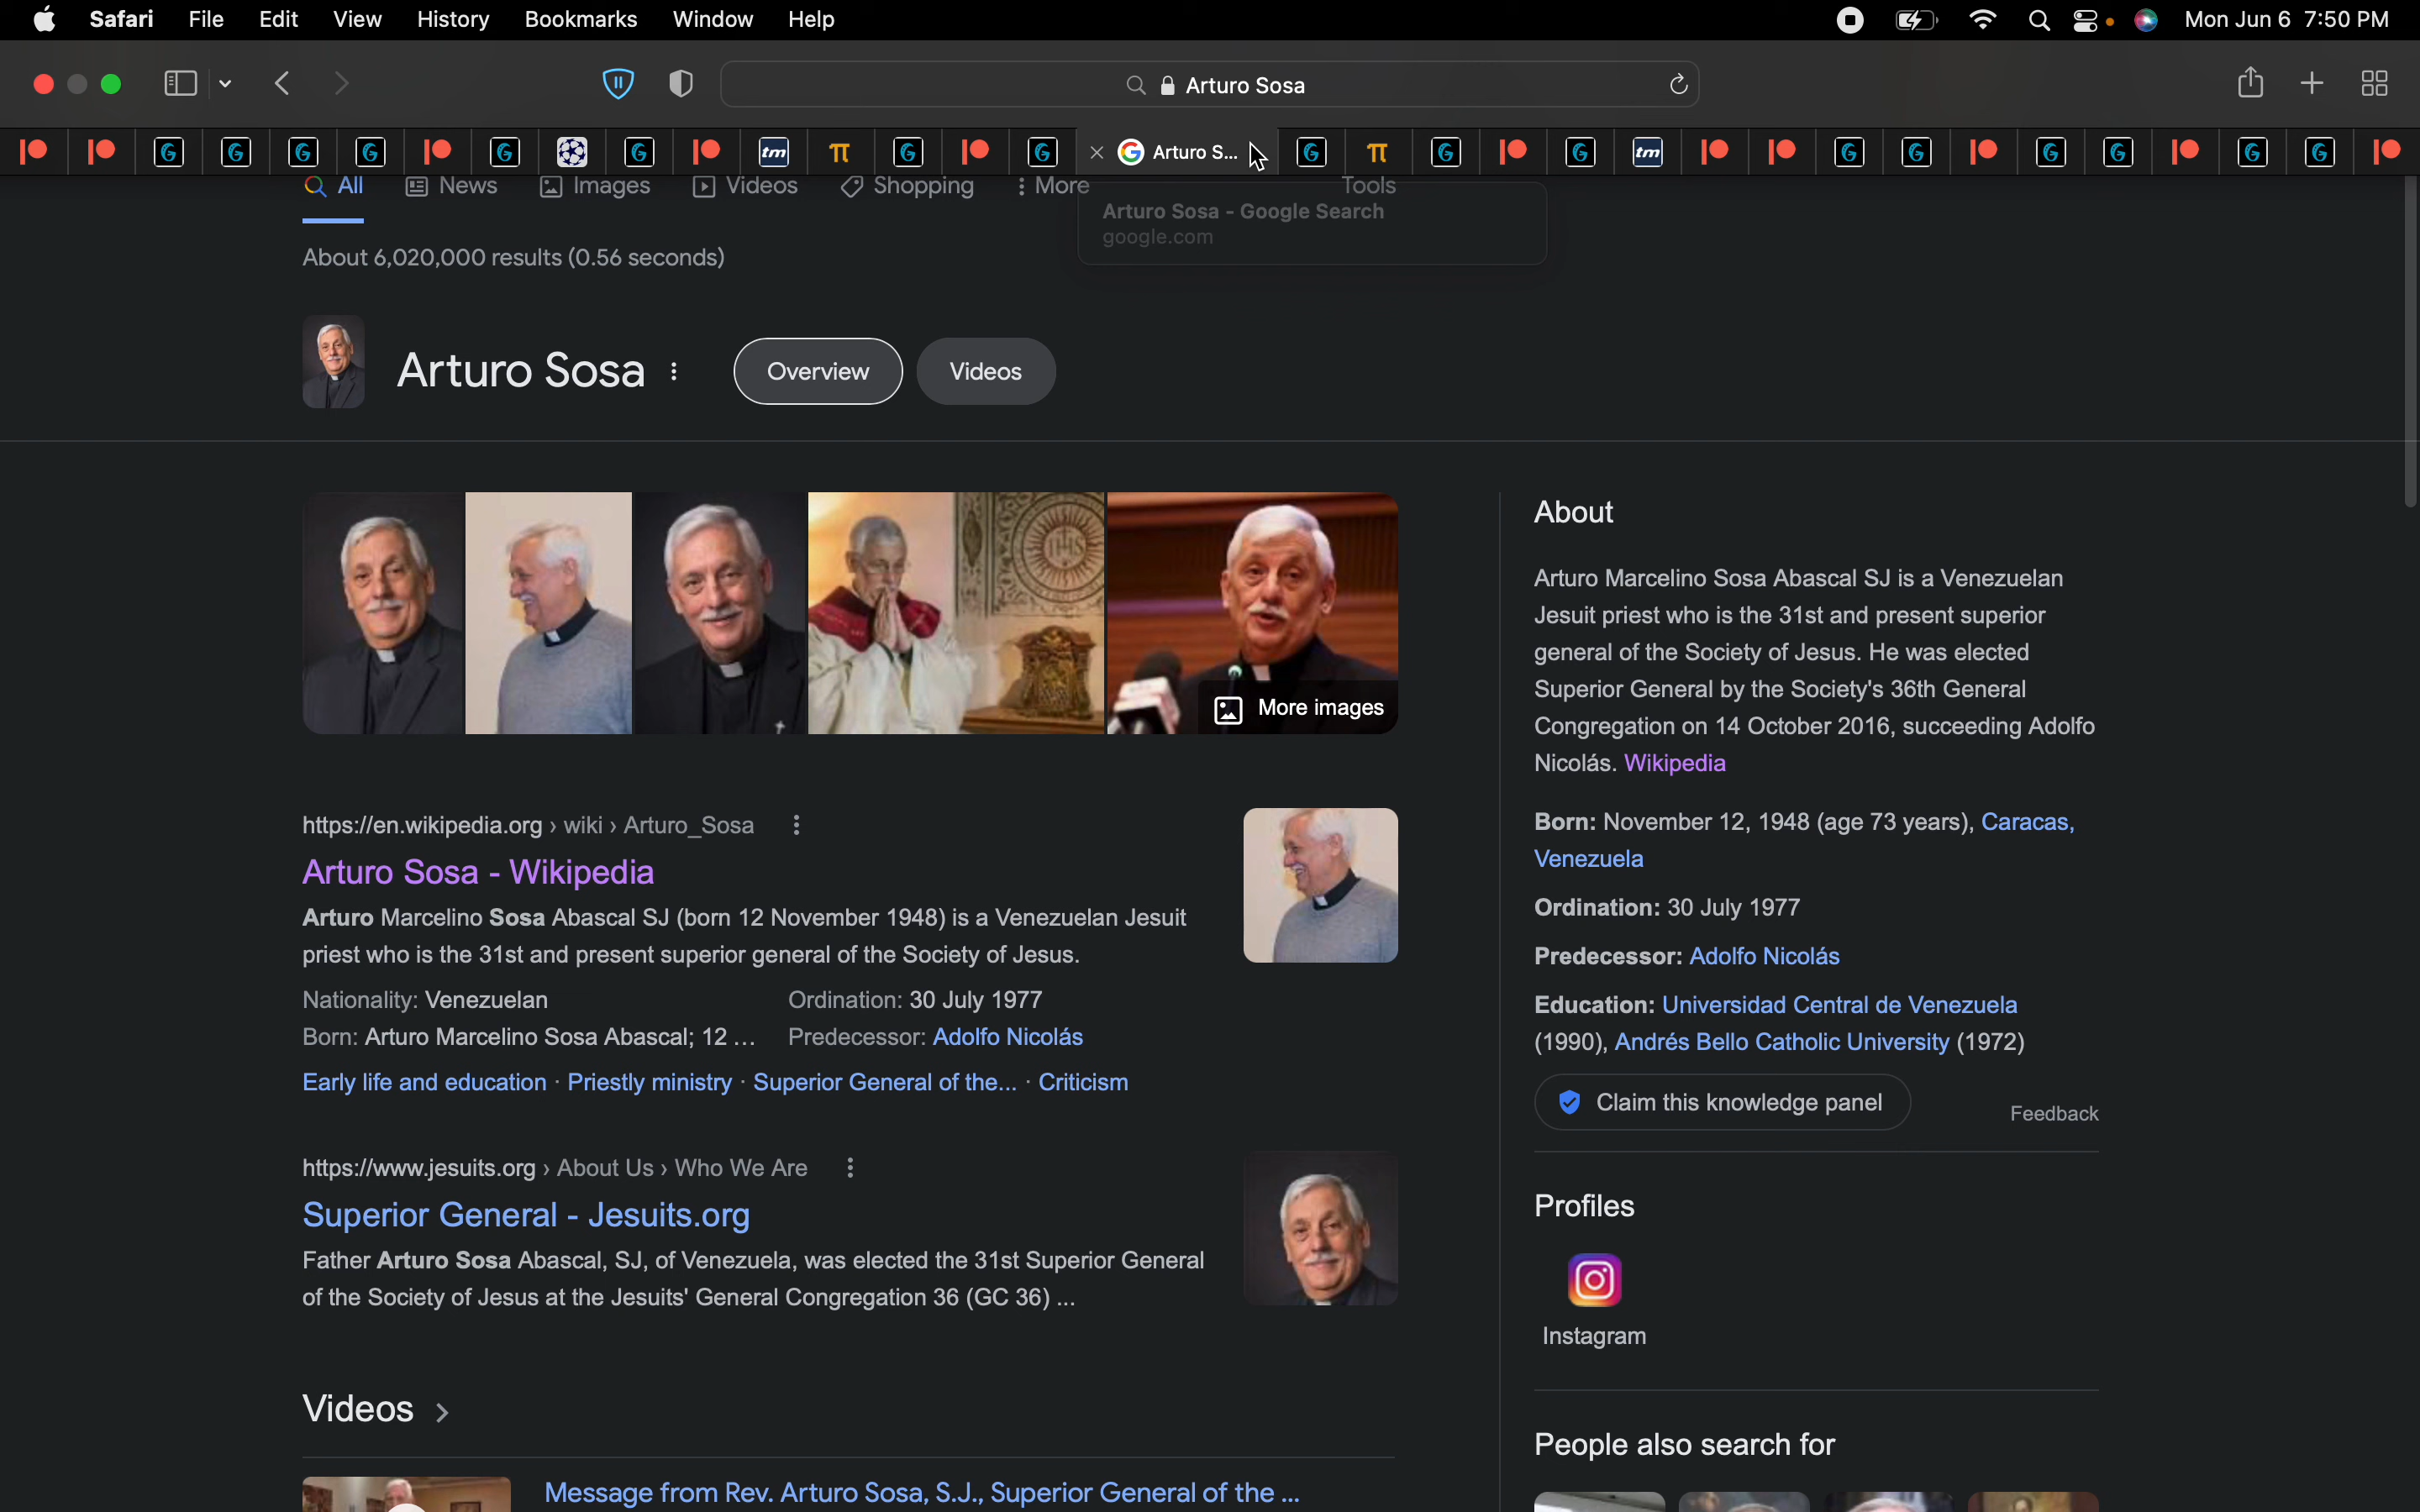 Safari File Edit View History Bookmarks Window Help Mon Jun 6 7:50 PM
Arturo Sosa
tm π Arturo S... π tm
All News Images Videos Shopping More Tools
Arturo Sosa - Google Search
google.com
About 6,020,000 results (0.56 seconds)
Arturo Sosa Overview Videos
IHS
More images
https://en.wikipedia.org › wiki › Arturo_Sosa
Arturo Sosa - Wikipedia
Arturo Marcelino Sosa Abascal SJ (born 12 November 1948) is a Venezuelan Jesuit
priest who is the 31st and present superior general of the Society of Jesus.
Nationality: Venezuelan Ordination: 30 July 1977
Born: Arturo Marcelino Sosa Abascal; 12 ... Predecessor: Adolfo Nicolás
Early life and education · Priestly ministry · Superior General of the... · Criticism
https://www.jesuits.org › About Us › Who We Are
Superior General - Jesuits.org
Father Arturo Sosa Abascal, SJ, of Venezuela, was elected the 31st Superior General
of the Society of Jesus at the Jesuits' General Congregation 36 (GC 36) ...
Videos
Message from Rev. Arturo Sosa, S.J., Superior General of the ...
About
Arturo Marcelino Sosa Abascal SJ is a Venezuelan
Jesuit priest who is the 31st and present superior
general of the Society of Jesus. He was elected
Superior General by the Society's 36th General
Congregation on 14 October 2016, succeeding Adolfo
Nicolás. Wikipedia
Born: November 12, 1948 (age 73 years), Caracas,
Venezuela
Ordination: 30 July 1977
Predecessor: Adolfo Nicolás
Education: Universidad Central de Venezuela
(1990), Andrés Bello Catholic University (1972)
Claim this knowledge panel
Feedback
Profiles
Instagram
People also search for